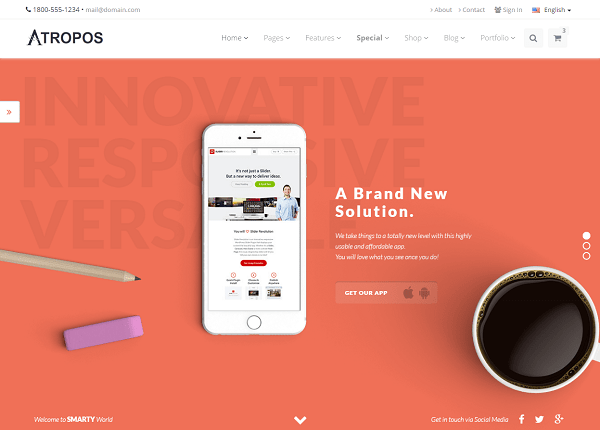 1800-555-1234 • mail@domain.com
About Contact Sign In English
ATROPOS
Home Pages Features Special Shop Blog Portfolio 3
INNOVATIVE
RESPONSIVE
It's not just a Slider.
But a new way to deliver ideas.
You will Slider Revolution
A Brand New
Solution.
We take things to a totally new level with this highly
usable and affordable app.
You will love what you see once you do!
GET OUR APP
Welcome to SMARTY World
Get in touch via Social Media